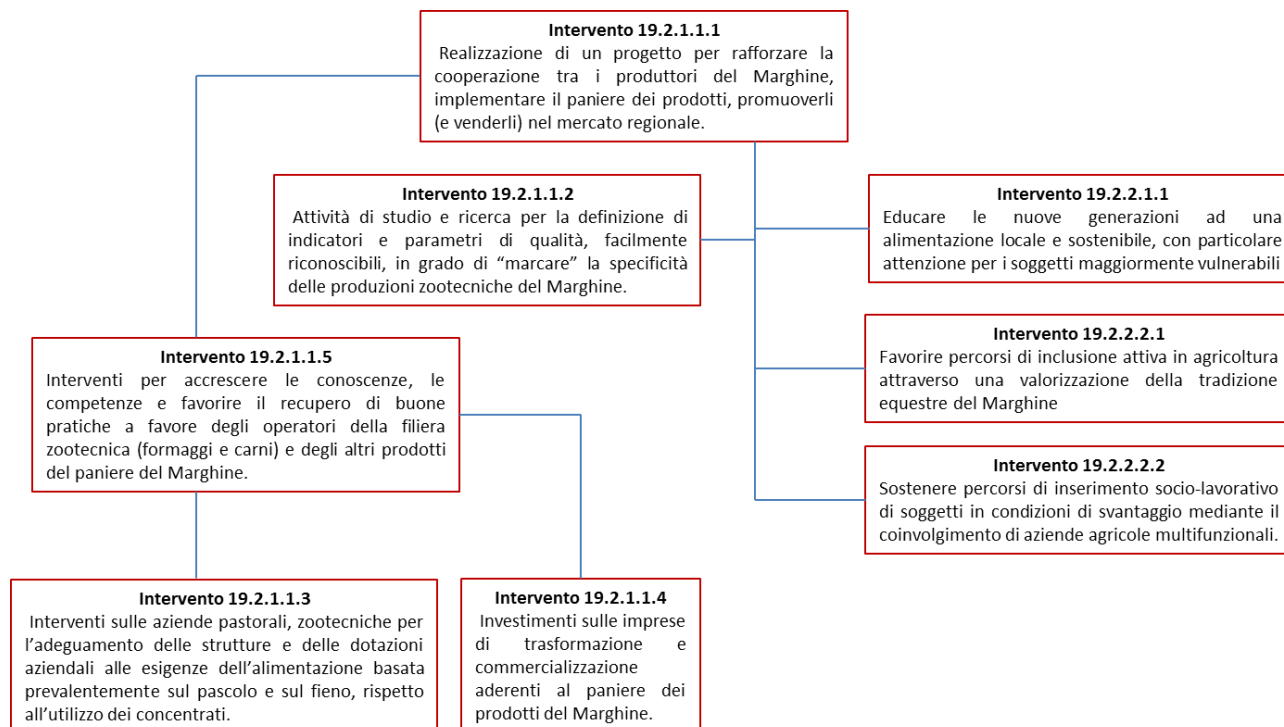 Intervento 19.2.1.1.1
Realizzazione di un progetto per rafforzare la
cooperazione tra i produttori del Marghine,
implementare il paniere dei prodotti, promuoverli
(e venderli) nel mercato regionale.
Intervento 19.2.1.1.2
Attività di studio e ricerca per la definizione di
indicatori e parametri di qualità, facilmente
riconoscibili, in grado di “marcare” la specificità
delle produzioni zootecniche del Marghine.
Intervento 19.2.2.1.1
Educare le nuove generazioni ad una
alimentazione locale e sostenibile, con particolare
attenzione per i soggetti maggiormente vulnerabili
Intervento 19.2.2.2.1
Favorire percorsi di inclusione attiva in agricoltura
attraverso una valorizzazione della tradizione
equestre del Marghine
Intervento 19.2.1.1.5
Interventi per accrescere le conoscenze, le
competenze e favorire il recupero di buone
pratiche a favore degli operatori della filiera
zootecnica (formaggi e carni) e degli altri prodotti
del paniere del Marghine.
Intervento 19.2.2.2.2
Sostenere percorsi di inserimento socio-lavorativo
di soggetti in condizioni di svantaggio mediante il
coinvolgimento di aziende agricole multifunzionali.
Intervento 19.2.1.1.3
Interventi sulle aziende pastorali, zootecniche per
l’adeguamento delle strutture e delle dotazioni
aziendali alle esigenze dell’alimentazione basata
prevalentemente sul pascolo e sul fieno, rispetto
all’utilizzo dei concentrati.
Intervento 19.2.1.1.4
Investimenti sulle imprese
di trasformazione e
commercializzazione
aderenti al paniere dei
prodotti del Marghine.